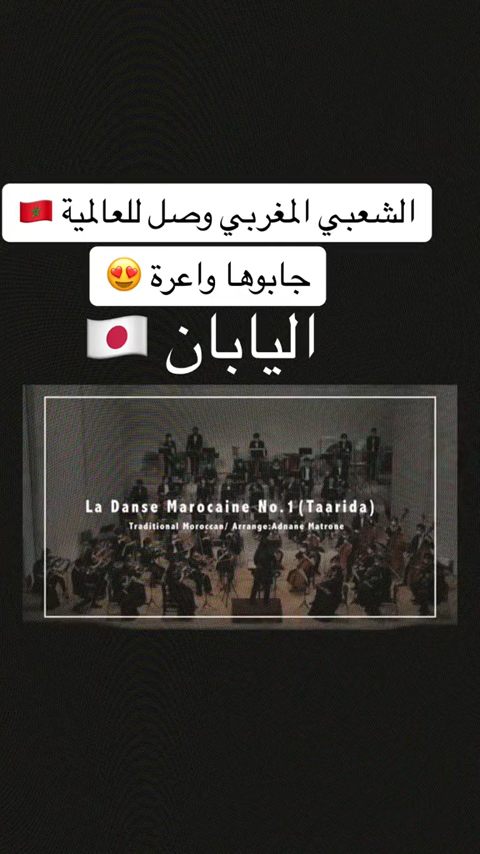 الشعبي المغربي وصل للعالمية 🇲🇦
جابوها واعرة 😍
اليابان 🇯🇵
La Danse Marocaine No.1(Taarida)
Traditional Moroccan/ Arrange:Adnane Matrone